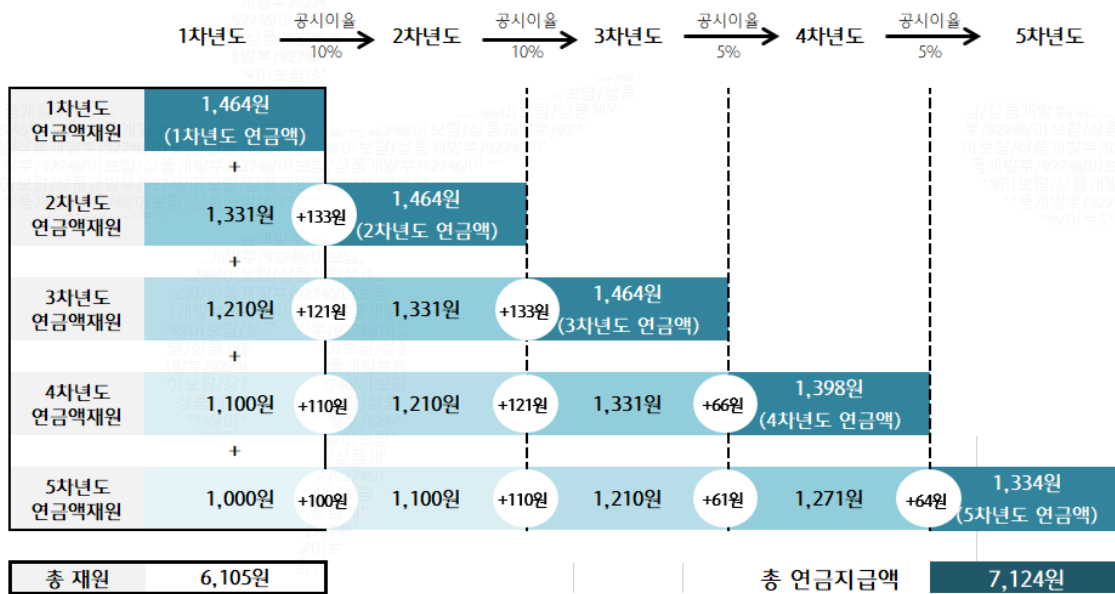 공시이율 공시이율 공시이율 공시이율
1차년도 2차년도 3차년도 4차년도 5차년도
10% 10% 5% 5%
1차년도
연금액재원
1,464원
(1차년도 연금액)
+
2차년도
연금액재원
1,331원
+133원
1,464원
(2차년도 연금액)
+
3차년도
연금액재원
1,210원
+121원
1,331원
+133원
1,464원
(3차년도 연금액)
+
4차년도
연금액재원
1,100원
+110원
1,210원
+121원
1,331원
+66원
1,398원
(4차년도 연금액)
+
5차년도
연금액재원
1,000원
+100원
1,100원
+110원
1,210원
+61원
1,271원
+64원
1,334원
(5차년도 연금액)
총 재원 6,105원
총 연금지급액 7,124원